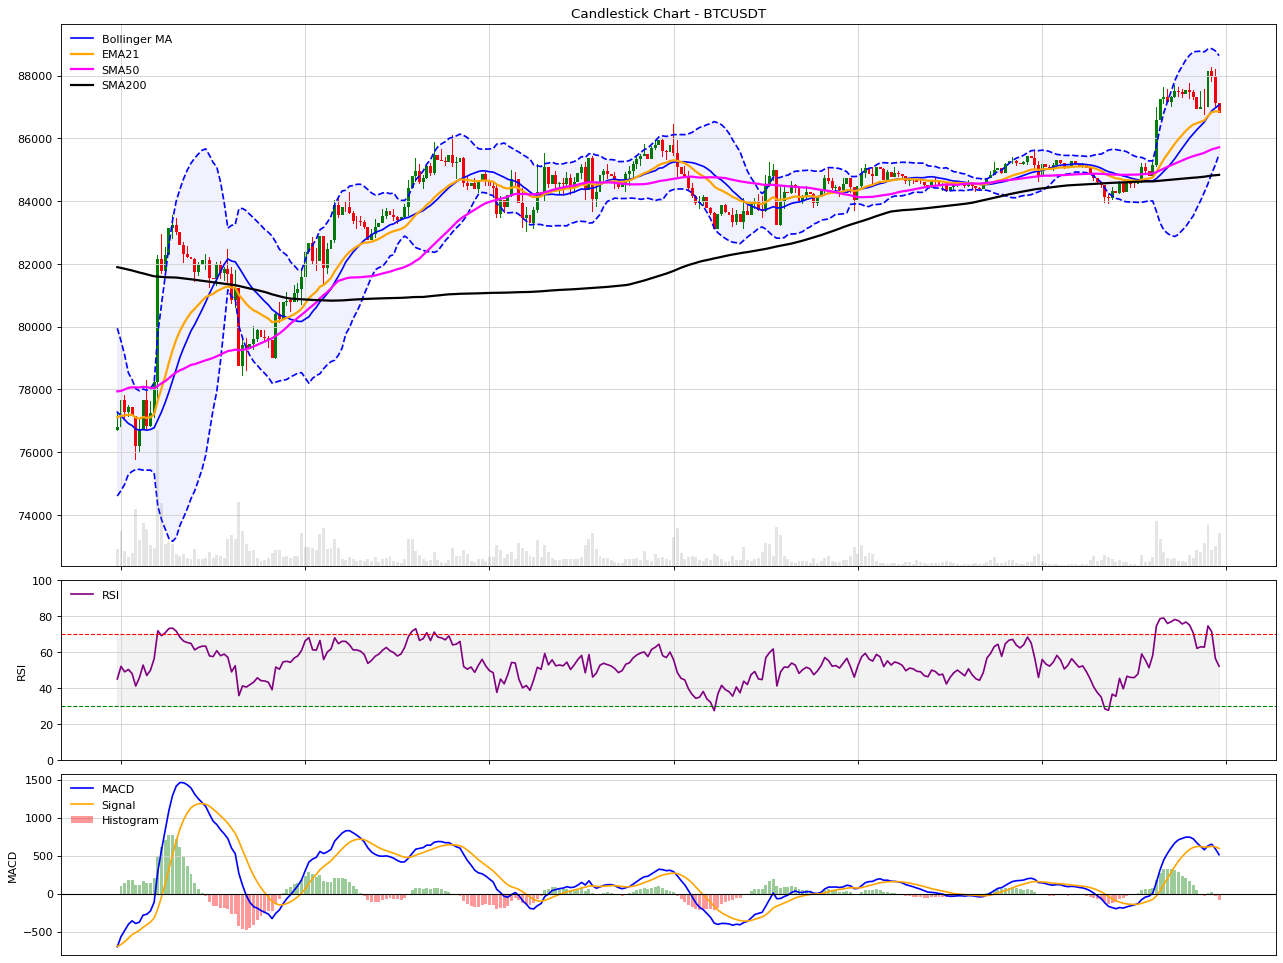 Candlestick Chart - BTCUSDT
Bollinger MA
EMA21
SMA50
SMA200
88000
86000
84000
82000
80000
78000
76000
74000
RSI
100
80
60
40
20
0
RSI
MACD
Signal
Histogram
1500
1000
500
0
−500
MACD